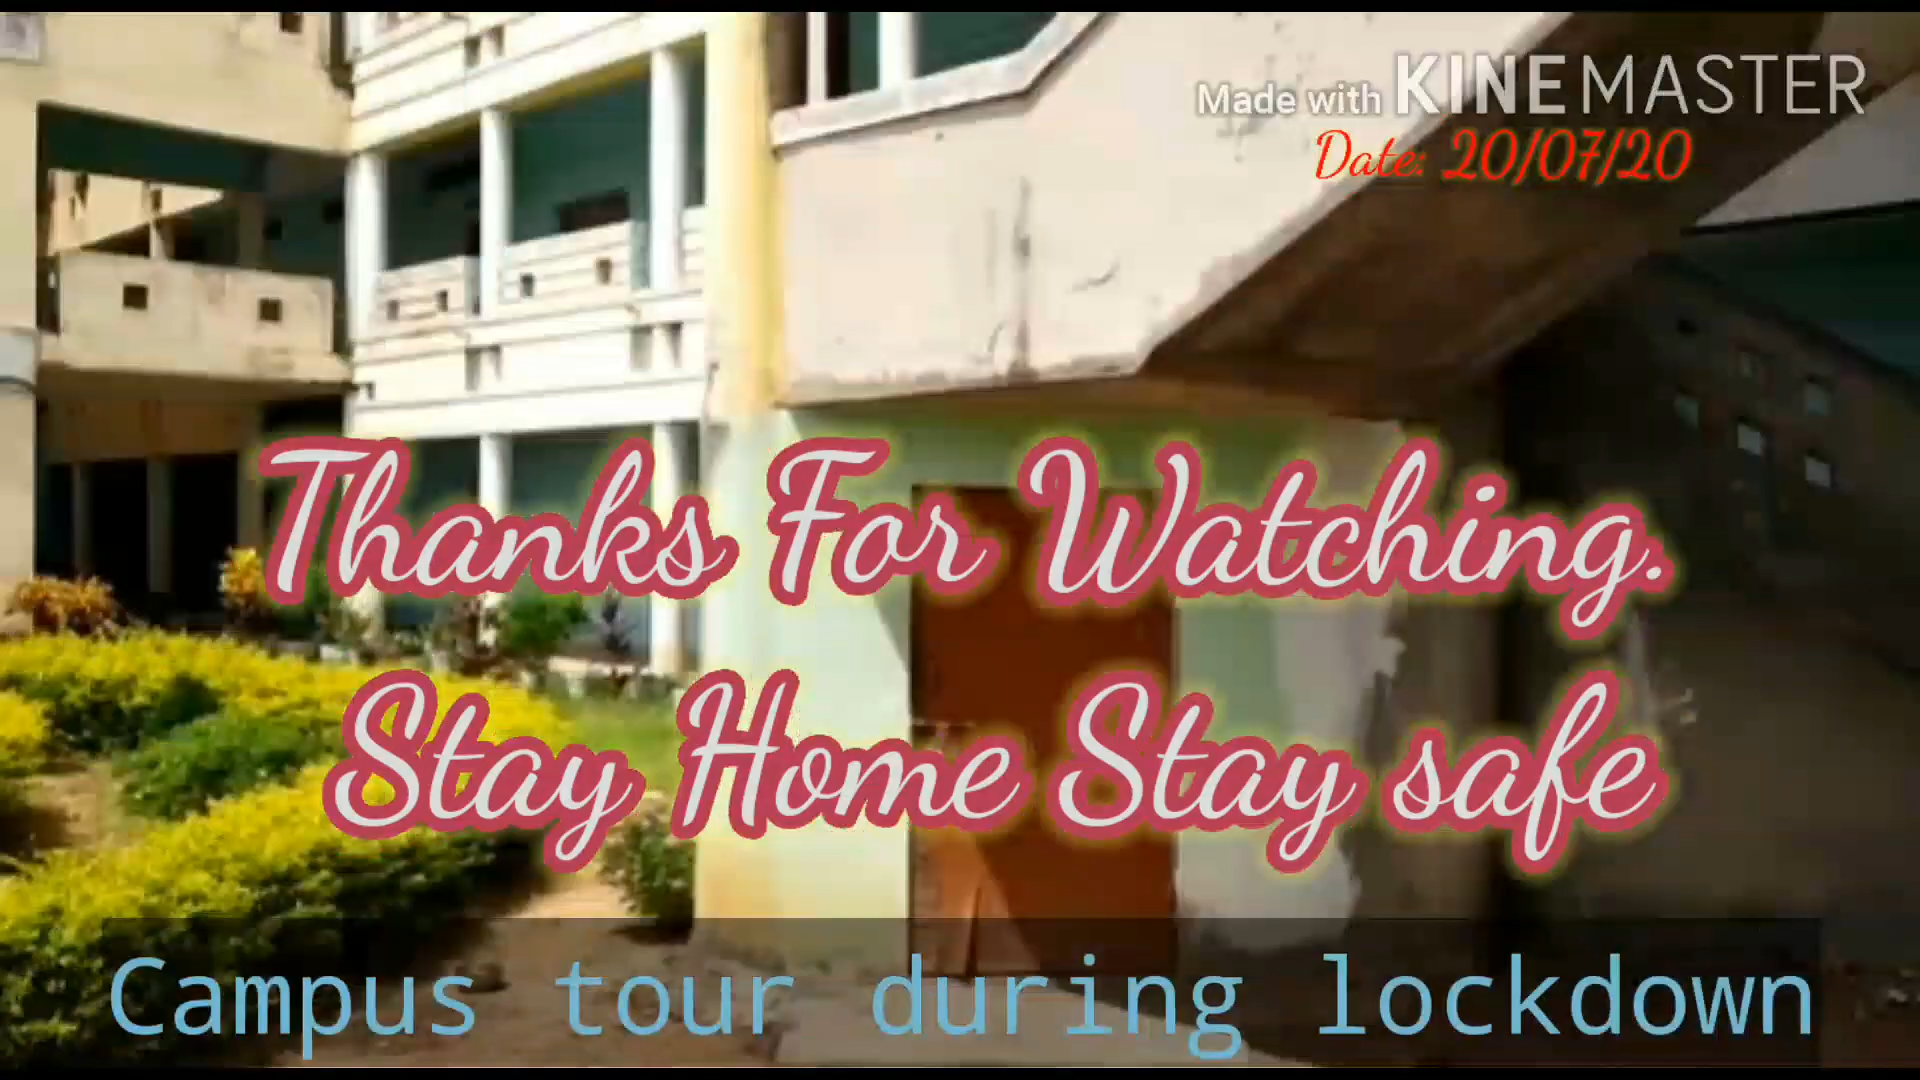 Made with KINEMASTER
Date: 20/07/20
Thanks For Watching.
Stay Home Stay safe
Campus tour during lockdown